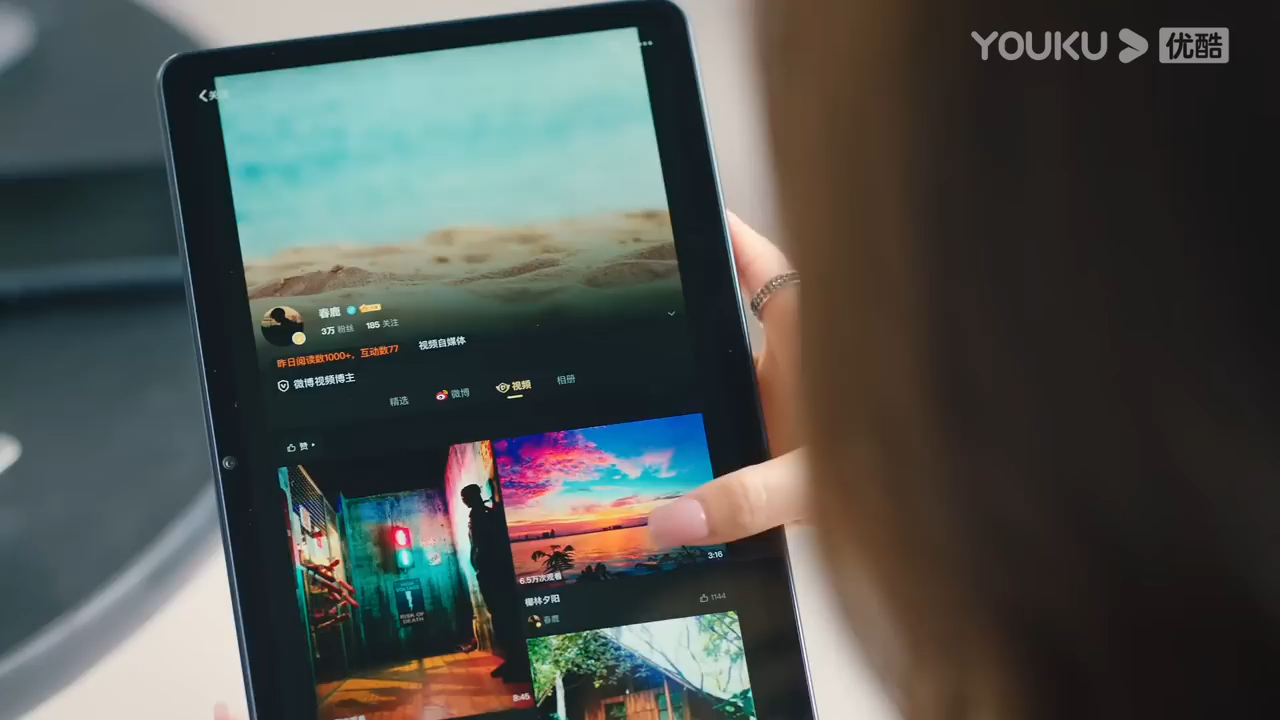 YOUKU 优酷
春鹿
3万 粉丝 185 关注
昨日阅读数1000+，互动数77 视频自媒体
微博视频博主
精选 微博 视频 相册
赞
RISK OF
DEATH
8:45
6.5万次观看 3:16
椰林夕阳 1144
春鹿